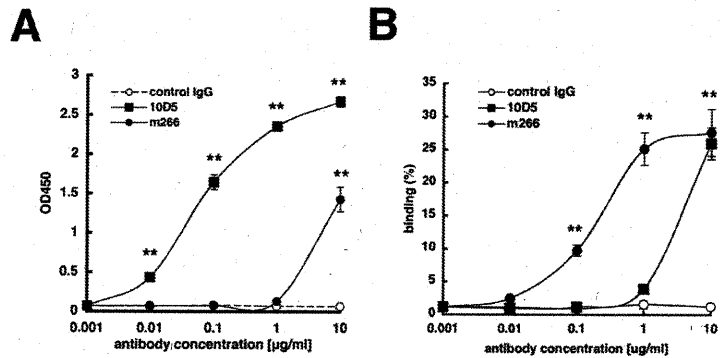 A
B
3
2.5
2
1.5
1
0.5
0
OD450
control IgG
10D5
m266
**
**
**
**
**
**
0.001 0.01 0.1 1 10
antibody concentration [µg/ml]
35
30
25
20
15
10
5
0
binding (%)
control IgG
10D5
m266
**
**
**
0.001 0.01 0.1 1 10
antibody concentration [µg/ml]